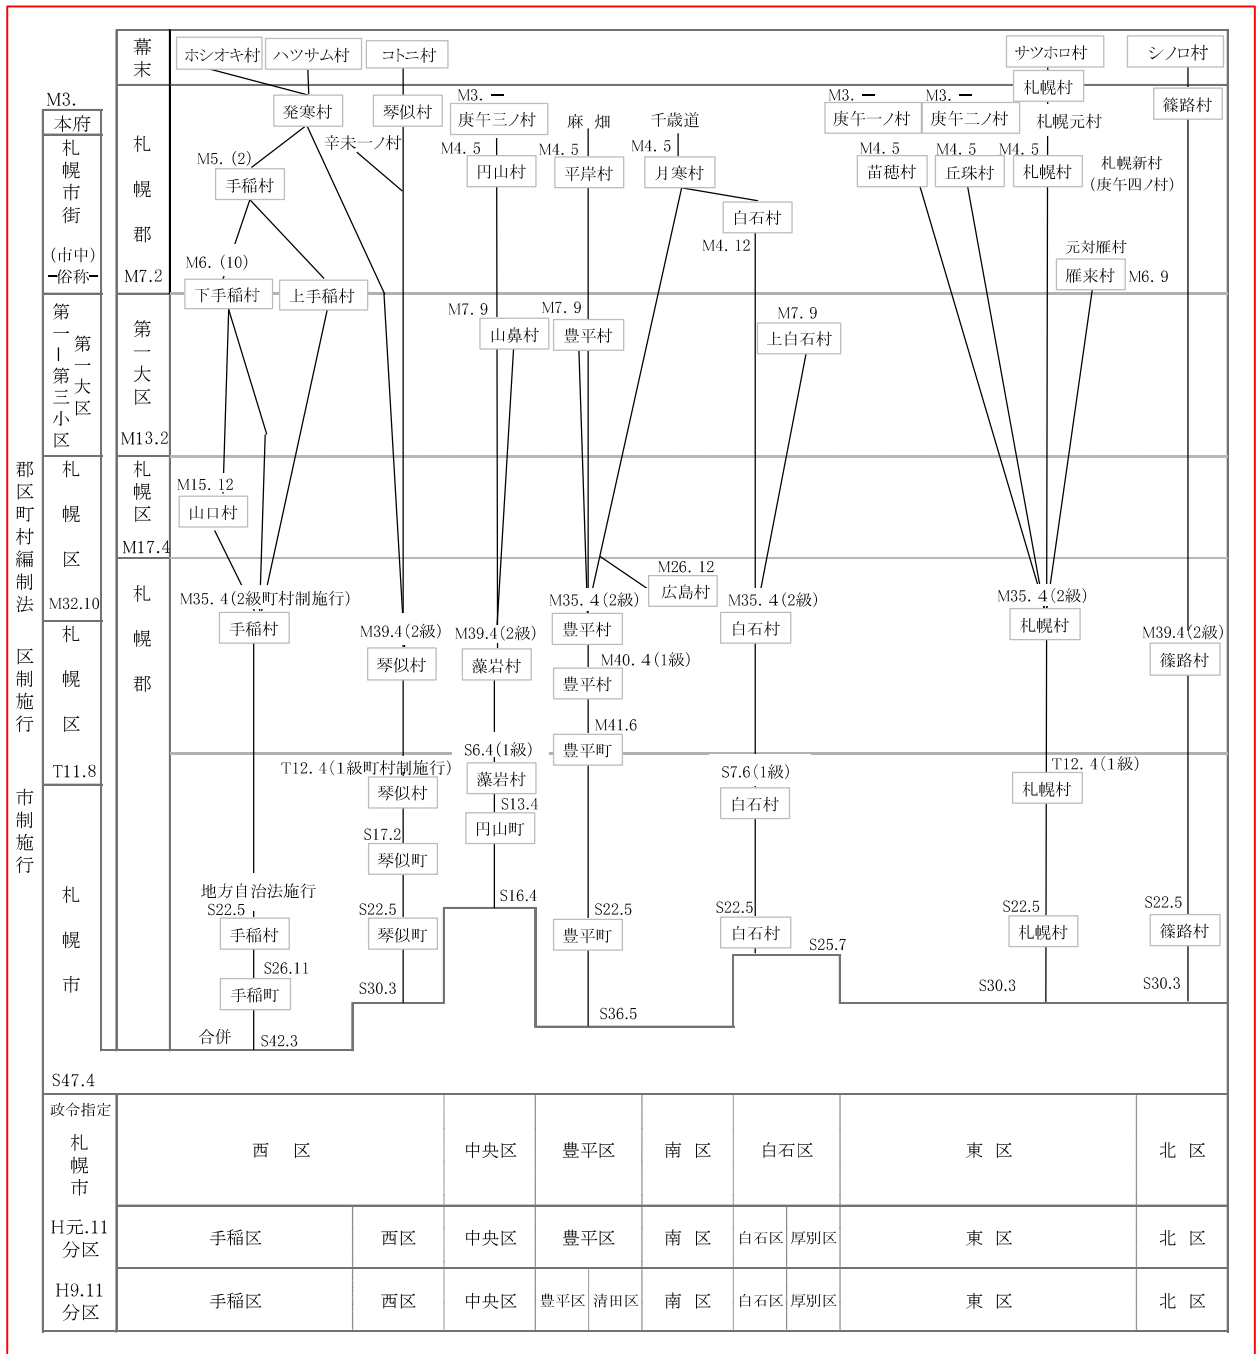 幕末
ホシオキ村
ハツサム村
コトニ村
サツホロ村
シノロ村
M3.
本府
札幌市街
(市中)
俗称
札幌郡
M7.2
発寒村
琴似村
M3. ー
庚午三ノ村
麻 畑
千歳道
M3. ー
庚午一ノ村
M3. ー
庚午二ノ村
札幌村
札幌元村
篠路村
辛未一ノ村
M5. (2)
手稲村
M4. 5
円山村
M4. 5
平岸村
M4. 5
月寒村
M4. 5
苗穂村
M4. 5
丘珠村
M4. 5
札幌村
札幌新村
(庚午四ノ村)
白石村
M4. 12
元対雁村
雁来村
M6. 9
M6. (10)
下手稲村
上手稲村
第一ー第三小区
第一大区
第一大区
M13.2
M7. 9
山鼻村
M7. 9
豊平村
M7. 9
上白石村
郡区町村編制法
札幌区
M32.10
札幌区
M17.4
M15. 12
山口村
札幌郡
M26. 12
広島村
M35. 4(2級町村制施行)
手稲村
M39.4(2級)
琴似村
M39.4(2級)
藻岩村
M35. 4(2級)
豊平村
M35. 4(2級)
白石村
M35. 4(2級)
札幌村
M39.4(2級)
篠路村
区制施行
札幌区
T11.8
M40. 4(1級)
豊平村
M41.6
豊平町
市制施行
札幌市
T12. 4(1級町村制施行)
琴似村
S6.4(1級)
藻岩村
S7.6(1級)
白石村
T12. 4(1級)
札幌村
S13.4
円山町
S17.2
琴似町
S16.4
地方自治法施行
S22.5
手稲村
S22.5
琴似町
S22.5
豊平町
S22.5
白石村
S22.5
札幌村
S22.5
篠路村
S25.7
S26.11
手稲町
S30.3
S30.3
S30.3
S36.5
合併
S42.3
S47.4
政令指定
札幌市
西 区
中央区
豊平区
南 区
白石区
東 区
北 区
H元.11
分区
手稲区
西区
中央区
豊平区
南 区
白石区
厚別区
東 区
北 区
H9.11
分区
手稲区
西区
中央区
豊平区
清田区
南 区
白石区
厚別区
東 区
北 区